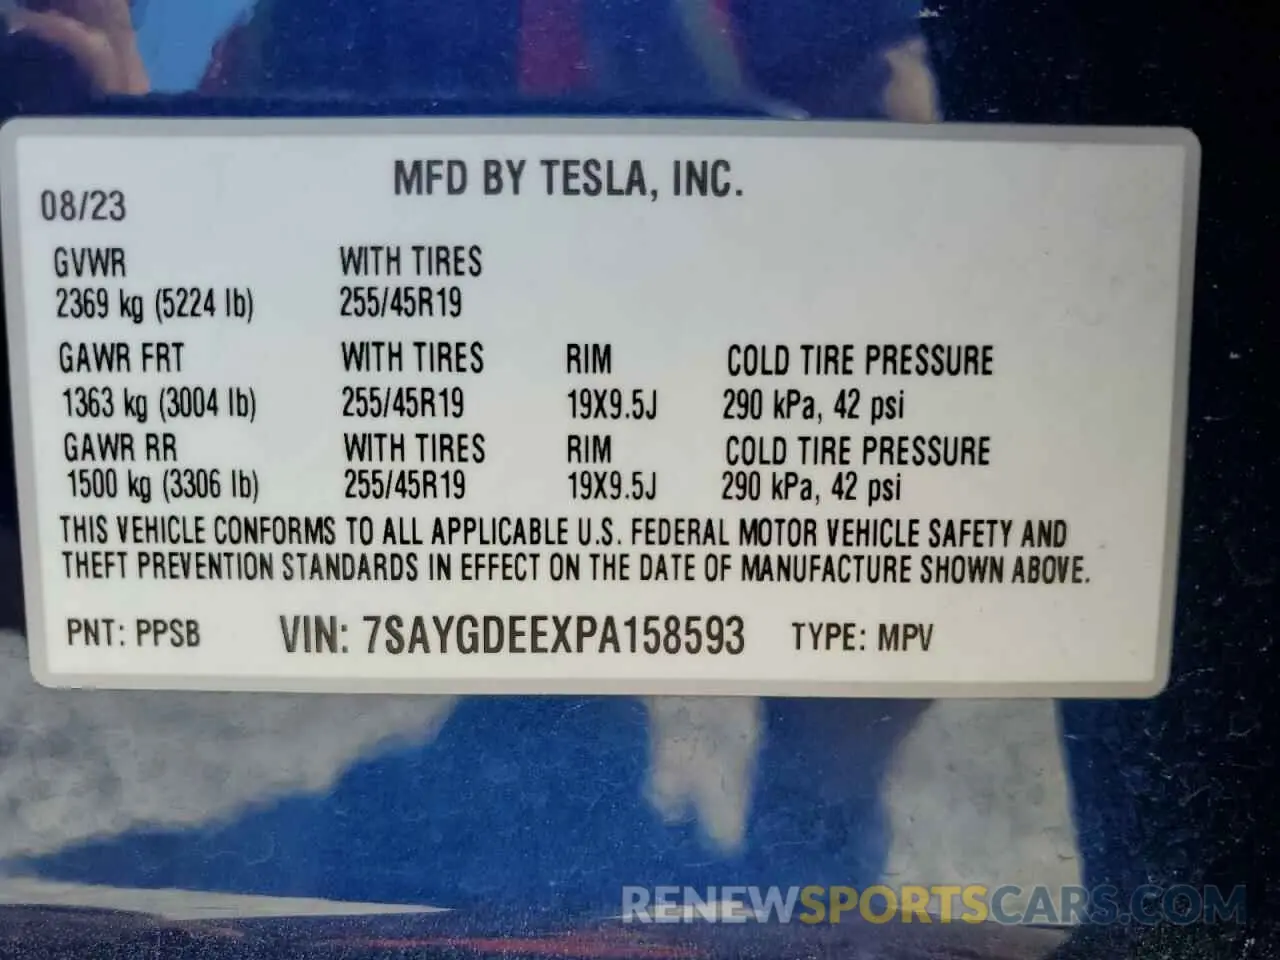 MFD BY TESLA, INC.
08/23
GVWR WITH TIRES
2369 kg (5224 lb) 255/45R19
GAWR FRT WITH TIRES RIM COLD TIRE PRESSURE
1363 kg (3004 lb) 255/45R19 19X9.5J 290 kPa, 42 psi
GAWR RR WITH TIRES RIM COLD TIRE PRESSURE
1500 kg (3306 lb) 255/45R19 19X9.5J 290 kPa, 42 psi
THIS VEHICLE CONFORMS TO ALL APPLICABLE U.S. FEDERAL MOTOR VEHICLE SAFETY AND
THEFT PREVENTION STANDARDS IN EFFECT ON THE DATE OF MANUFACTURE SHOWN ABOVE.
PNT: PPSB VIN: 7SAYGDEEXPA158593 TYPE: MPV
RENEWSPORTSCARS.COM